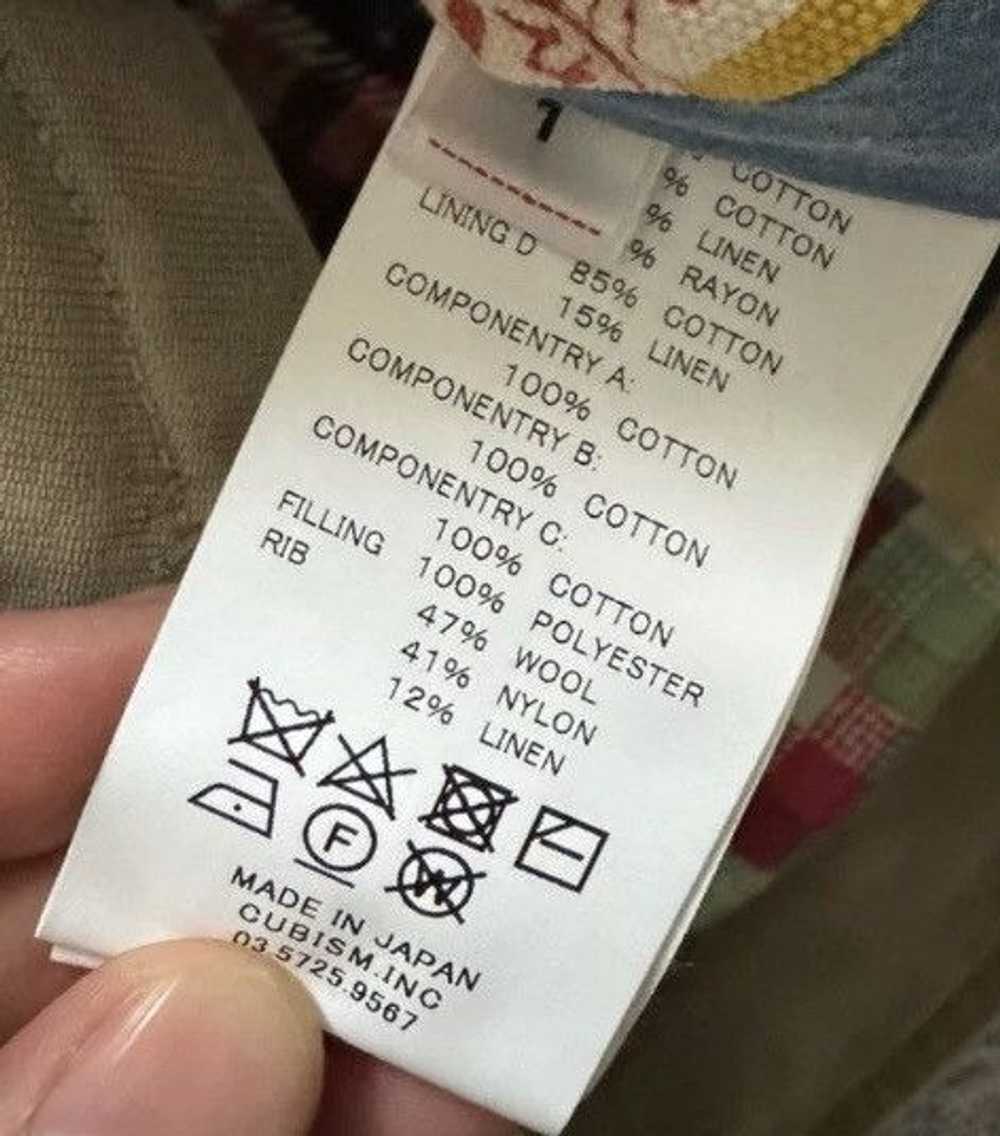 1
COTTON
% COTTON
% LINEN
% RAYON
LINING D 85% COTTON
15% LINEN
COMPONENTRY A:
100% COTTON
COMPONENTRY B:
100% COTTON
COMPONENTRY C:
100% COTTON
FILLING 100% POLYESTER
RIB 47% WOOL
41% NYLON
12% LINEN
F
W
MADE IN JAPAN
CUBISM.INC
03.5725.9567